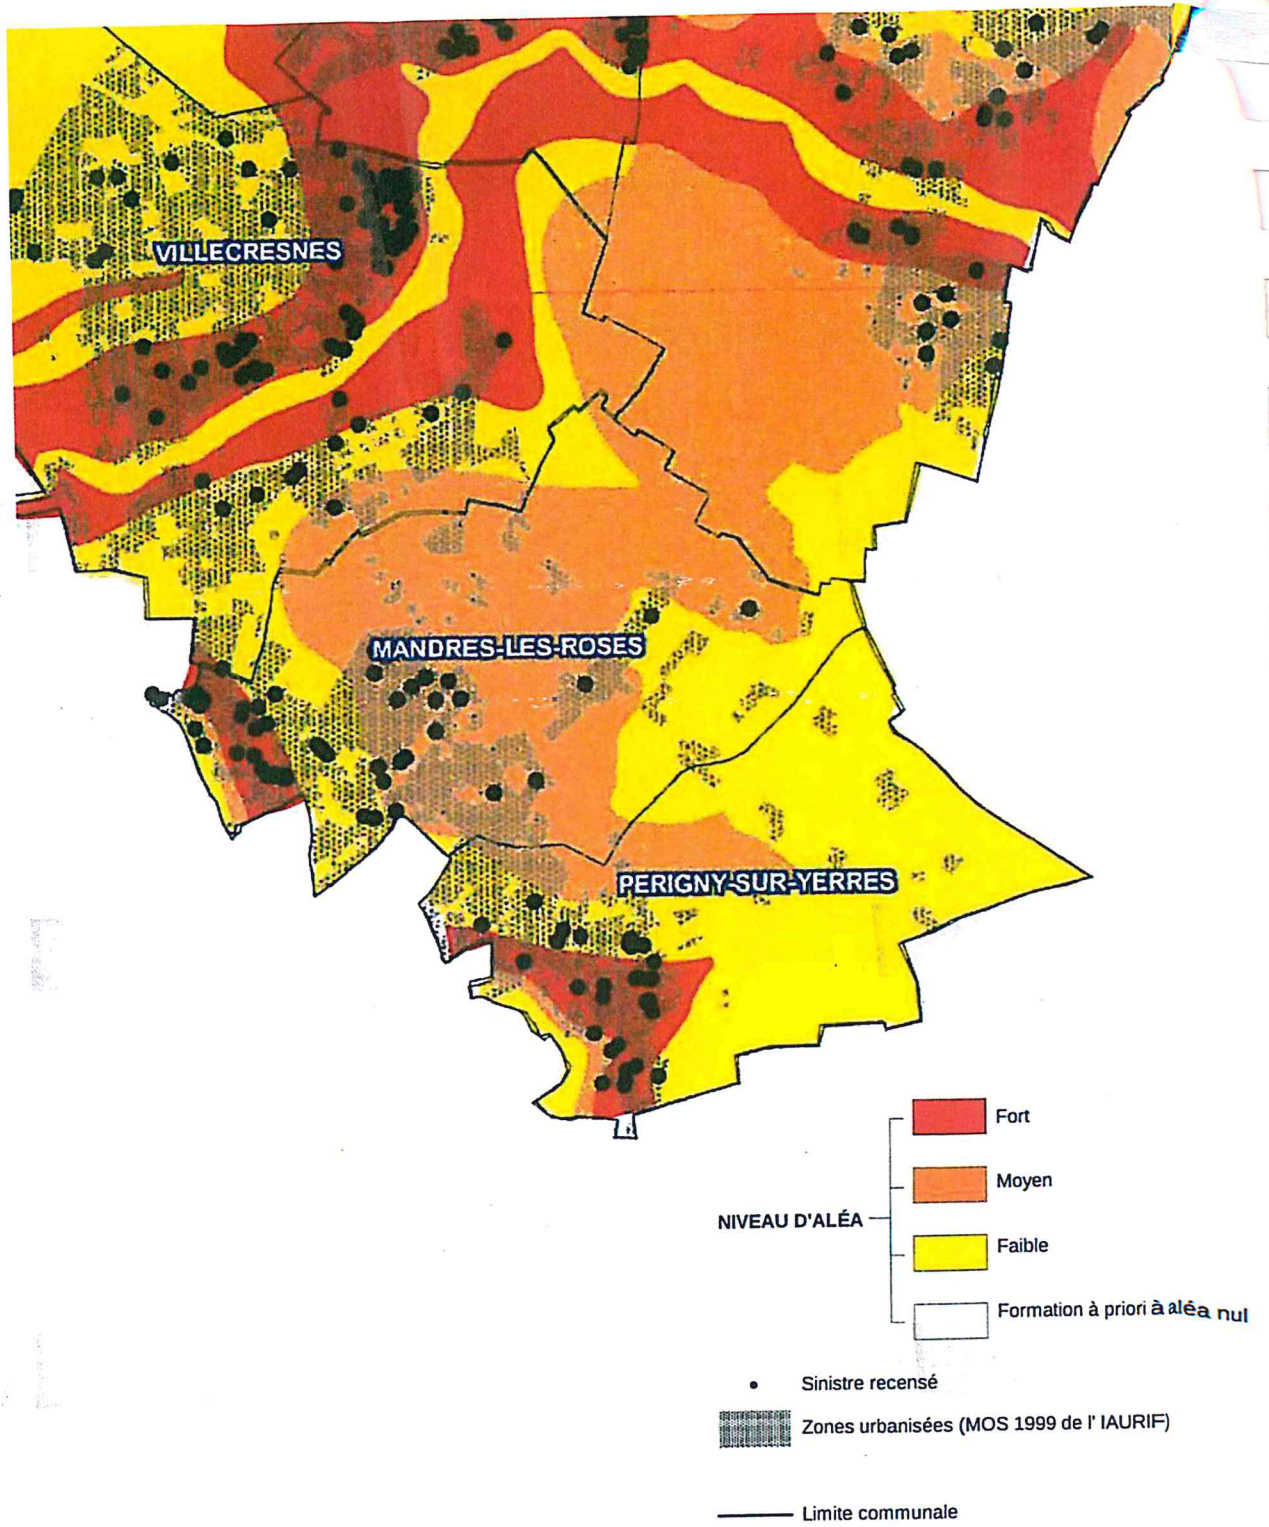 VILLECRESNES
MANDRES-LES-ROSES
PERIGNY-SUR-YERRES
NIVEAU D'ALÉA
Fort
Moyen
Faible
Formation à priori à aléa nul
Sinistre recensé
Zones urbanisées (MOS 1999 de l' IAURIF)
Limite communale